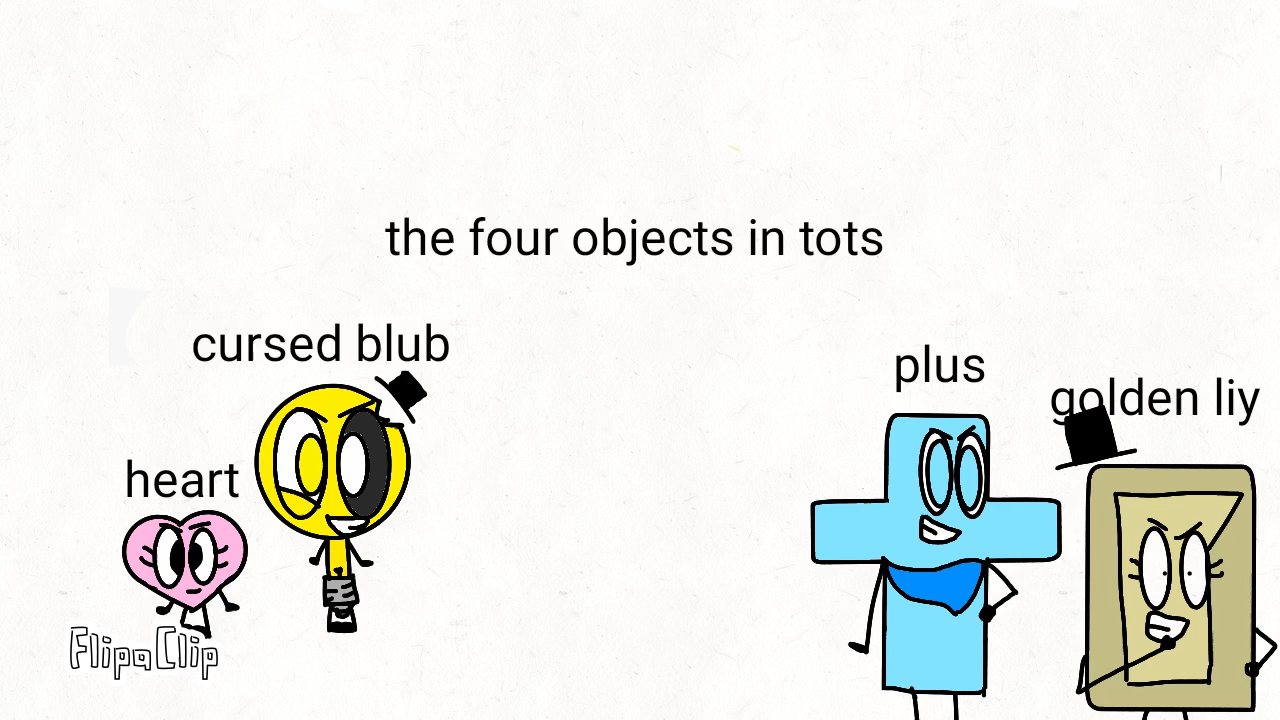 the four objects in tots
cursed blub
plus
golden liy
heart
FlipaClip